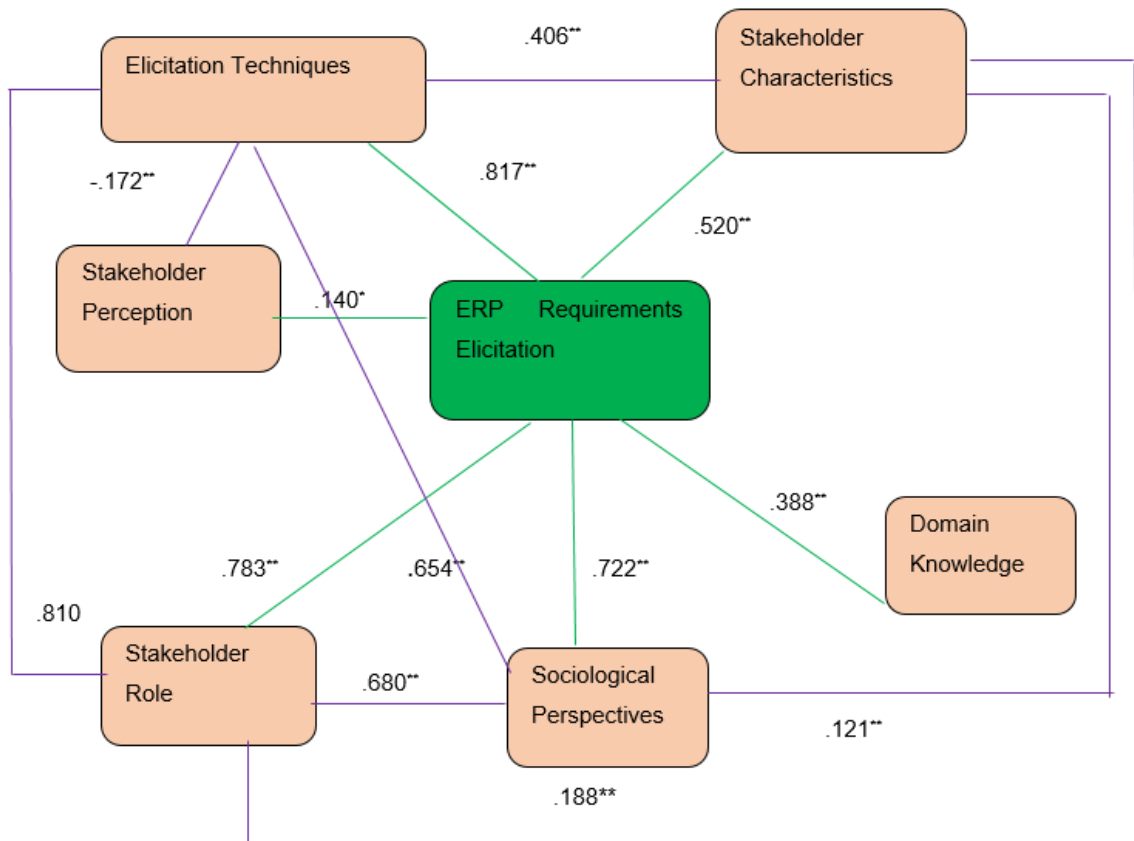 .406**
Elicitation Techniques
Stakeholder
Characteristics
.817**
-.172**
.520**
Stakeholder
Perception
.140*
ERP Requirements
Elicitation
.388**
Domain
Knowledge
.783**
.654**
.722**
.810
Stakeholder
Role
.680**
Sociological
Perspectives
.121**
.188**